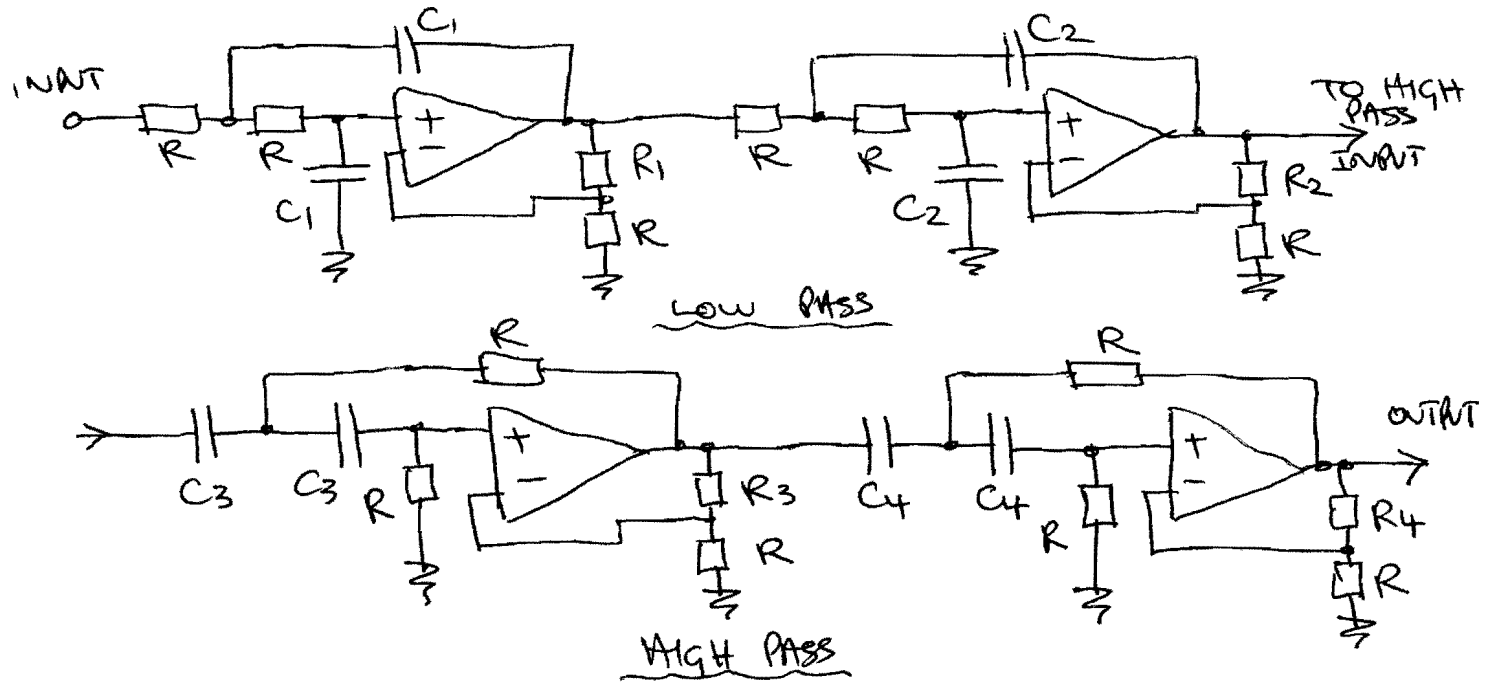 C1
C2
INPUT
TO HIGH
PASS
INPUT
R
R
+
-
R1
C1
R
R
R
+
-
R2
C2
R
LOW PASS
R
R
C3
C3
R
+
-
R3
R
C4
C4
R
+
-
OUTPUT
R4
R
HIGH PASS